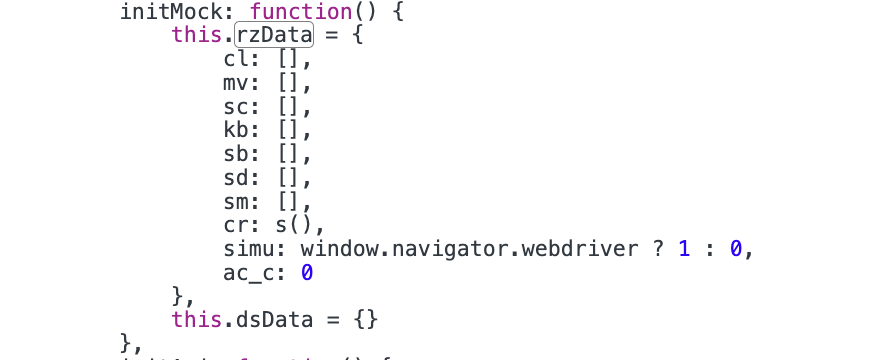 initMock: function() {
this.rzData = {
cl: [],
mv: [],
sc: [],
kb: [],
sb: [],
sd: [],
sm: [],
cr: s(),
simu: window.navigator.webdriver ? 1 : 0,
ac_c: 0
},
this.dsData = {}
},